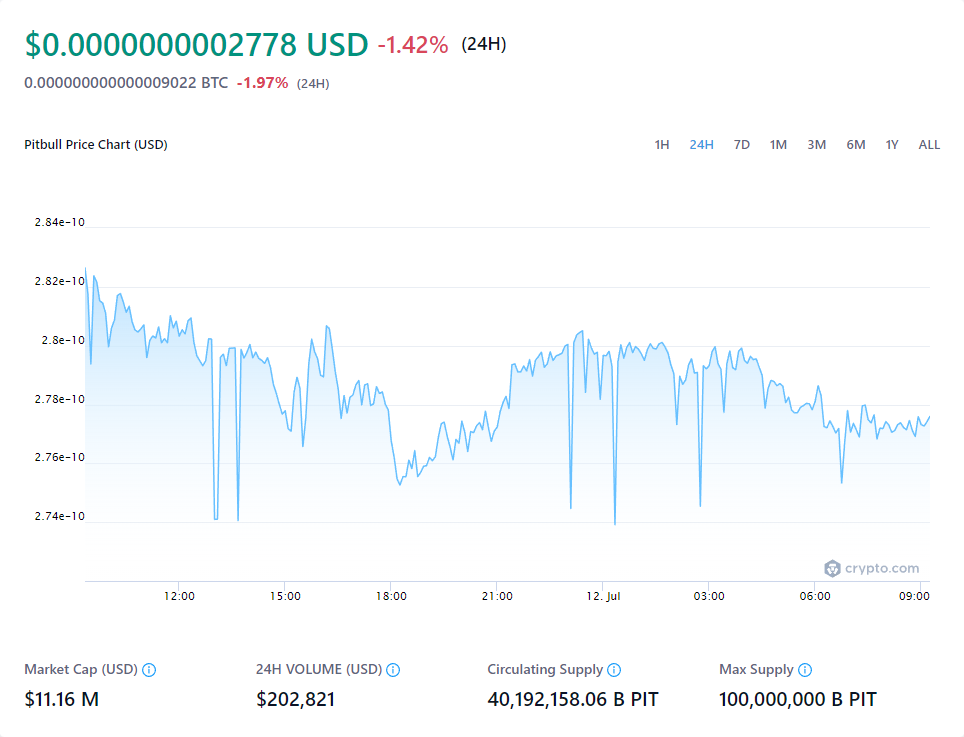 $0.0000000002778 USD -1.42% (24H)
0.000000000000009022 BTC -1.97% (24H)
Pitbull Price Chart (USD) 1H 24H 7D 1M 3M 6M 1Y ALL
2.84e-10
2.82e-10
2.8e-10
2.78e-10
2.76e-10
2.74e-10
crypto.com
12:00 15:00 18:00 21:00 12. Jul 03:00 06:00 09:00
Market Cap (USD) 24H VOLUME (USD) Circulating Supply Max Supply
$11.16 M $202,821 40,192,158.06 B PIT 100,000,000 B PIT